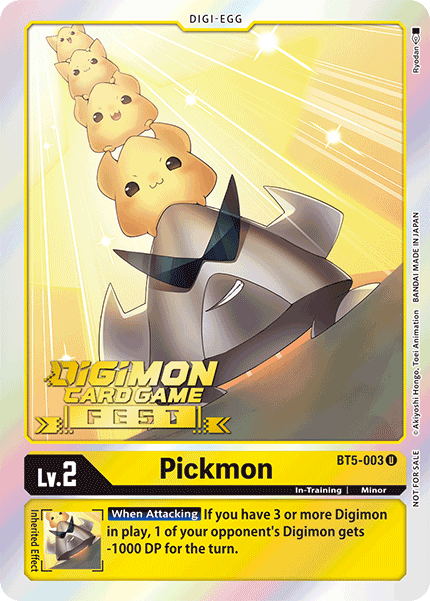 DIGI-EGG
Ryodan
©Akiyoshi Hongo, Toei Animation BANDAI MADE IN JAPAN
NOT FOR SALE
DIGIMON
CARD GAME
FEST
Lv.2
Pickmon
BT5-003 U
In-Training | Minor
Inherited Effect
When Attacking If you have 3 or more Digimon
in play, 1 of your opponent's Digimon gets
-1000 DP for the turn.